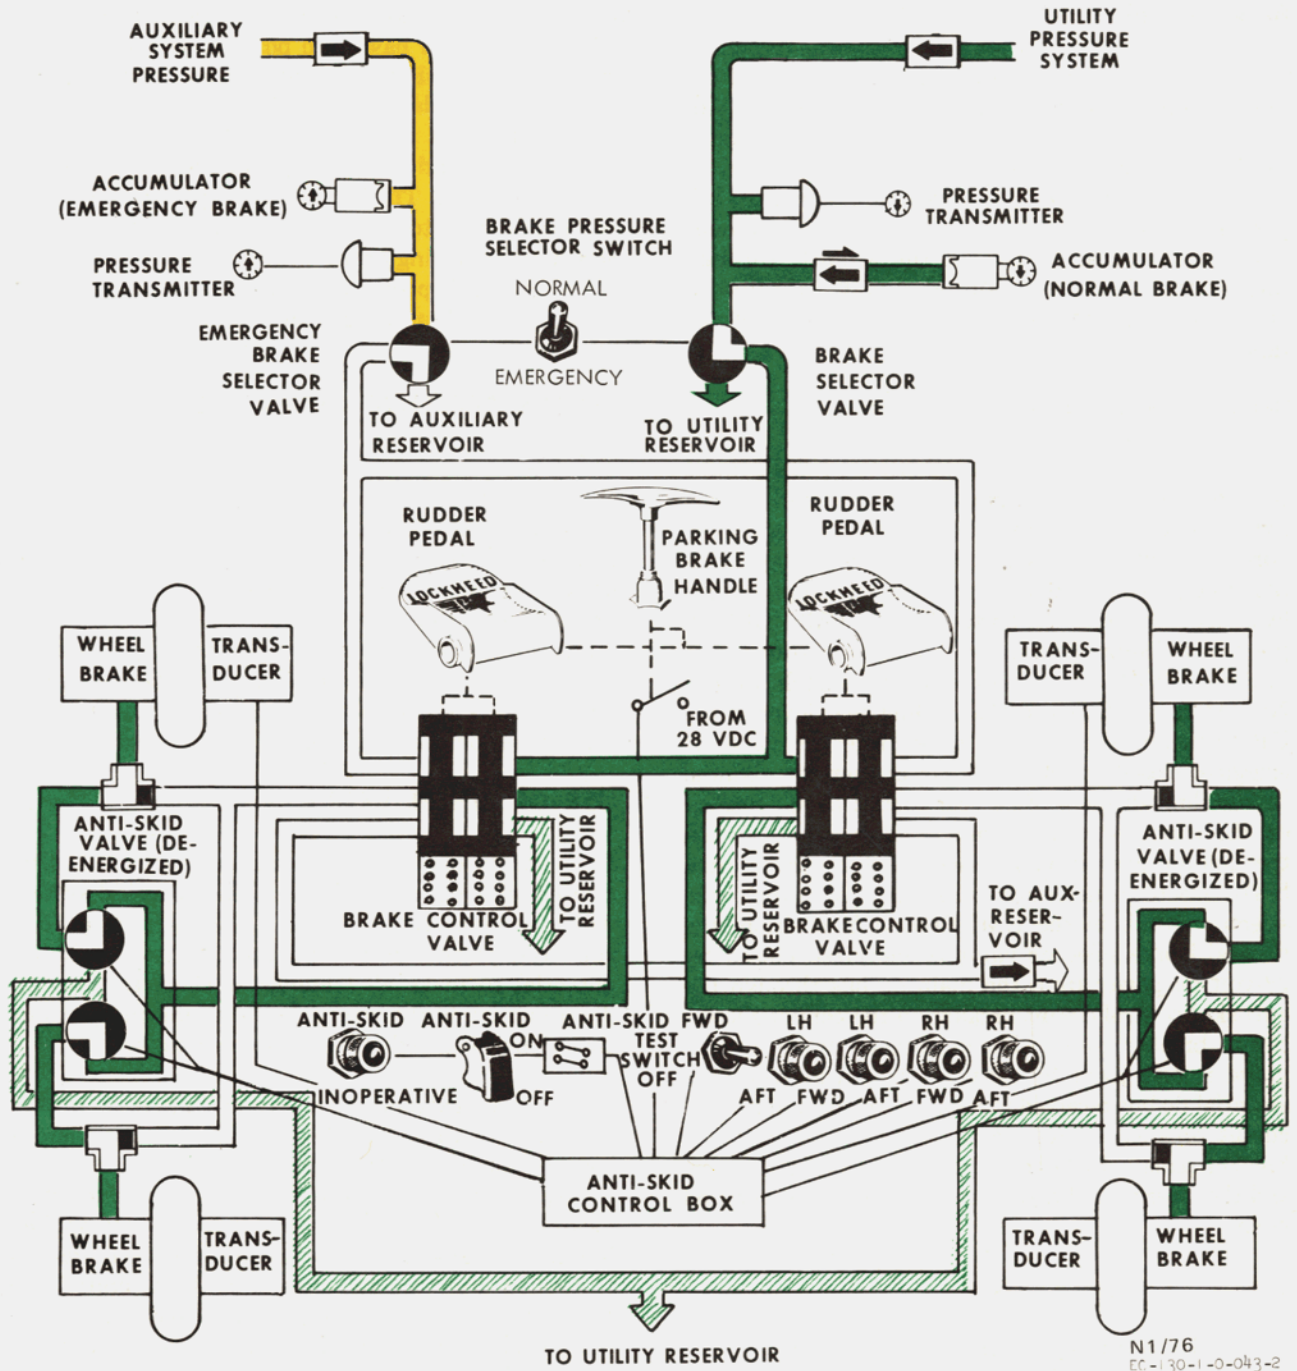 AUXILIARY
SYSTEM
PRESSURE
UTILITY
PRESSURE
SYSTEM
ACCUMULATOR
(EMERGENCY BRAKE)
PRESSURE
TRANSMITTER
BRAKE PRESSURE
SELECTOR SWITCH
NORMAL
EMERGENCY
PRESSURE
TRANSMITTER
ACCUMULATOR
(NORMAL BRAKE)
EMERGENCY
BRAKE
SELECTOR
VALVE
BRAKE
SELECTOR
VALVE
TO AUXILIARY
RESERVOIR
TO UTILITY
RESERVOIR
RUDDER
PEDAL
LOCKHEED
PARKING
BRAKE
HANDLE
RUDDER
PEDAL
LOCKHEED
WHEEL
BRAKE
TRANS-
DUCER
TRANS-
DUCER
WHEEL
BRAKE
FROM
28 VDC
ANTI-SKID
VALVE (DE-
ENERGIZED)
ANTI-SKID
VALVE (DE-
ENERGIZED)
TO UTILITY
RESERVOIR
TO UTILITY
RESERVOIR
BRAKE CONTROL
VALVE
BRAKE CONTROL
VALVE
TO AUX-
RESER-
VOIR
ANTI-SKID
INOPERATIVE
ANTI-SKID
ON
OFF
ANTI-SKID
TEST
SWITCH
OFF
FWD
AFT
LH
FWD
LH
AFT
RH
FWD
RH
AFT
ANTI-SKID
CONTROL BOX
WHEEL
BRAKE
TRANS-
DUCER
TRANS-
DUCER
WHEEL
BRAKE
TO UTILITY RESERVOIR
N1/76
EC-130-1-0-043-2